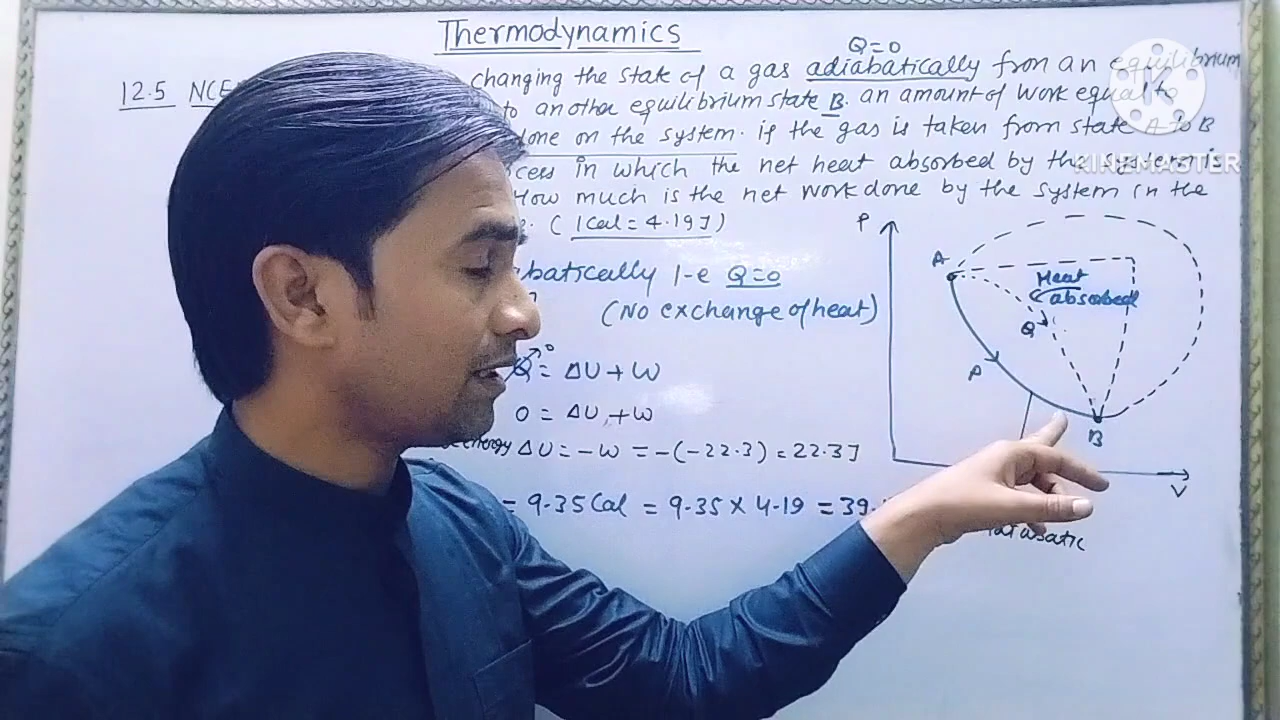 Thermodynamics
Q=0
12.5 NCE
changing the state of a gas adiabatically from an equilibrium
to another equilibrium state B. an amount of work equal to
done on the system. if the gas is taken from state A to B
cess in which the net heat absorbed by the system is
How much is the net work done by the system in the
( 1 Cal = 4.19 J )
KINEMASTER
batically i-e Q=0
(No exchange of heat)
Q = ΔU + W
0 = ΔU + W
energy ΔU = -W = -(-22.3) = 22.3 J
= 9.35 Cal = 9.35 × 4.19 = 39.
P
A
Heat
absorbed
Q
P
B
V